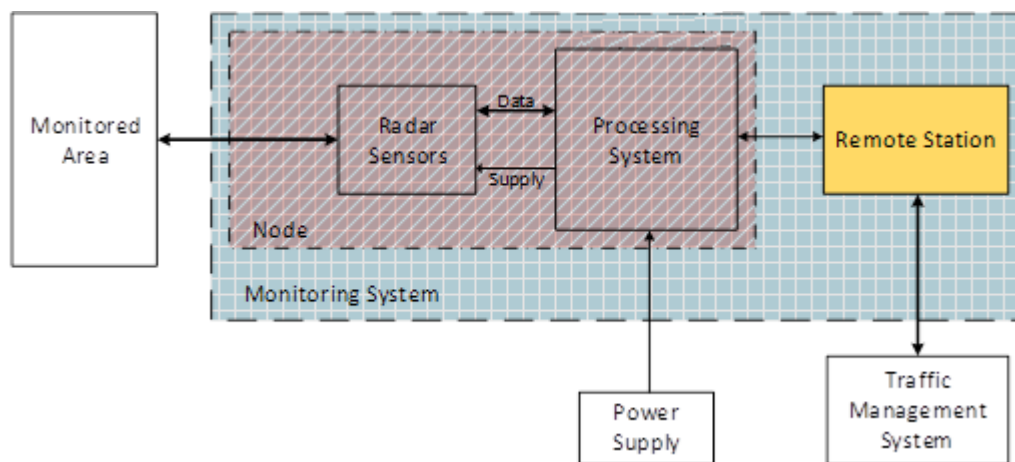 Monitored
Area
Radar
Sensors
Data
Supply
Processing
System
Remote Station
Node
Monitoring System
Power
Supply
Traffic
Management
System